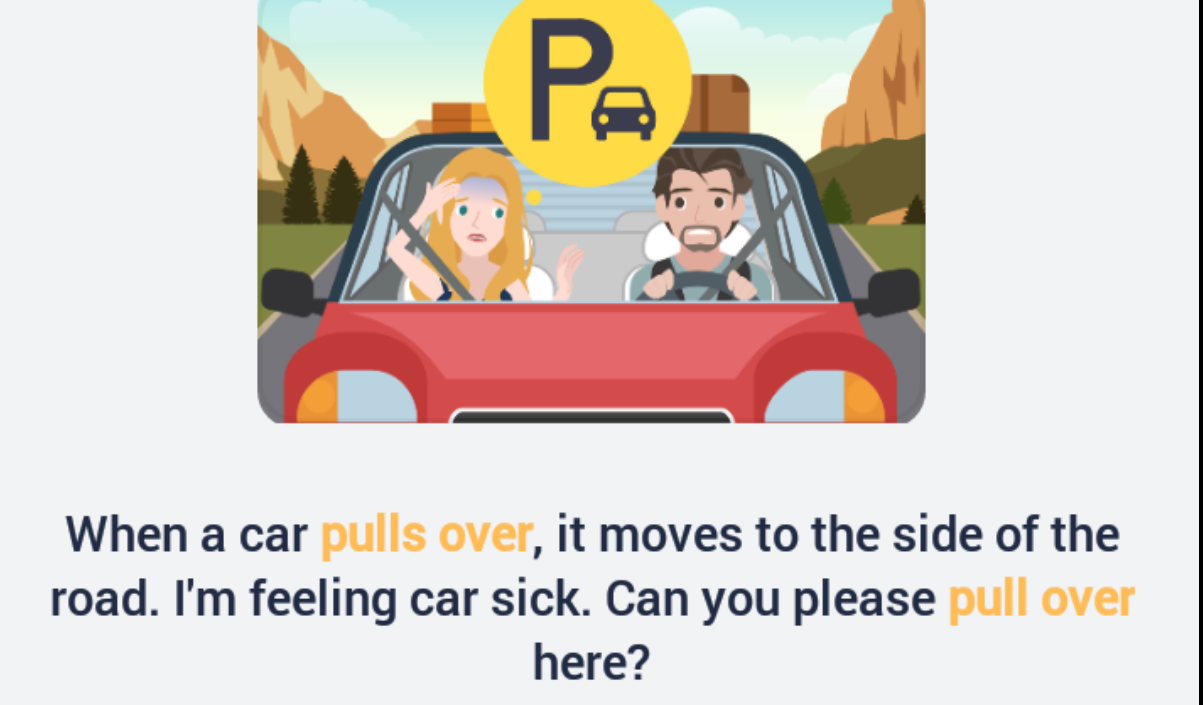 P
When a car pulls over, it moves to the side of the
road. I'm feeling car sick. Can you please pull over
here?